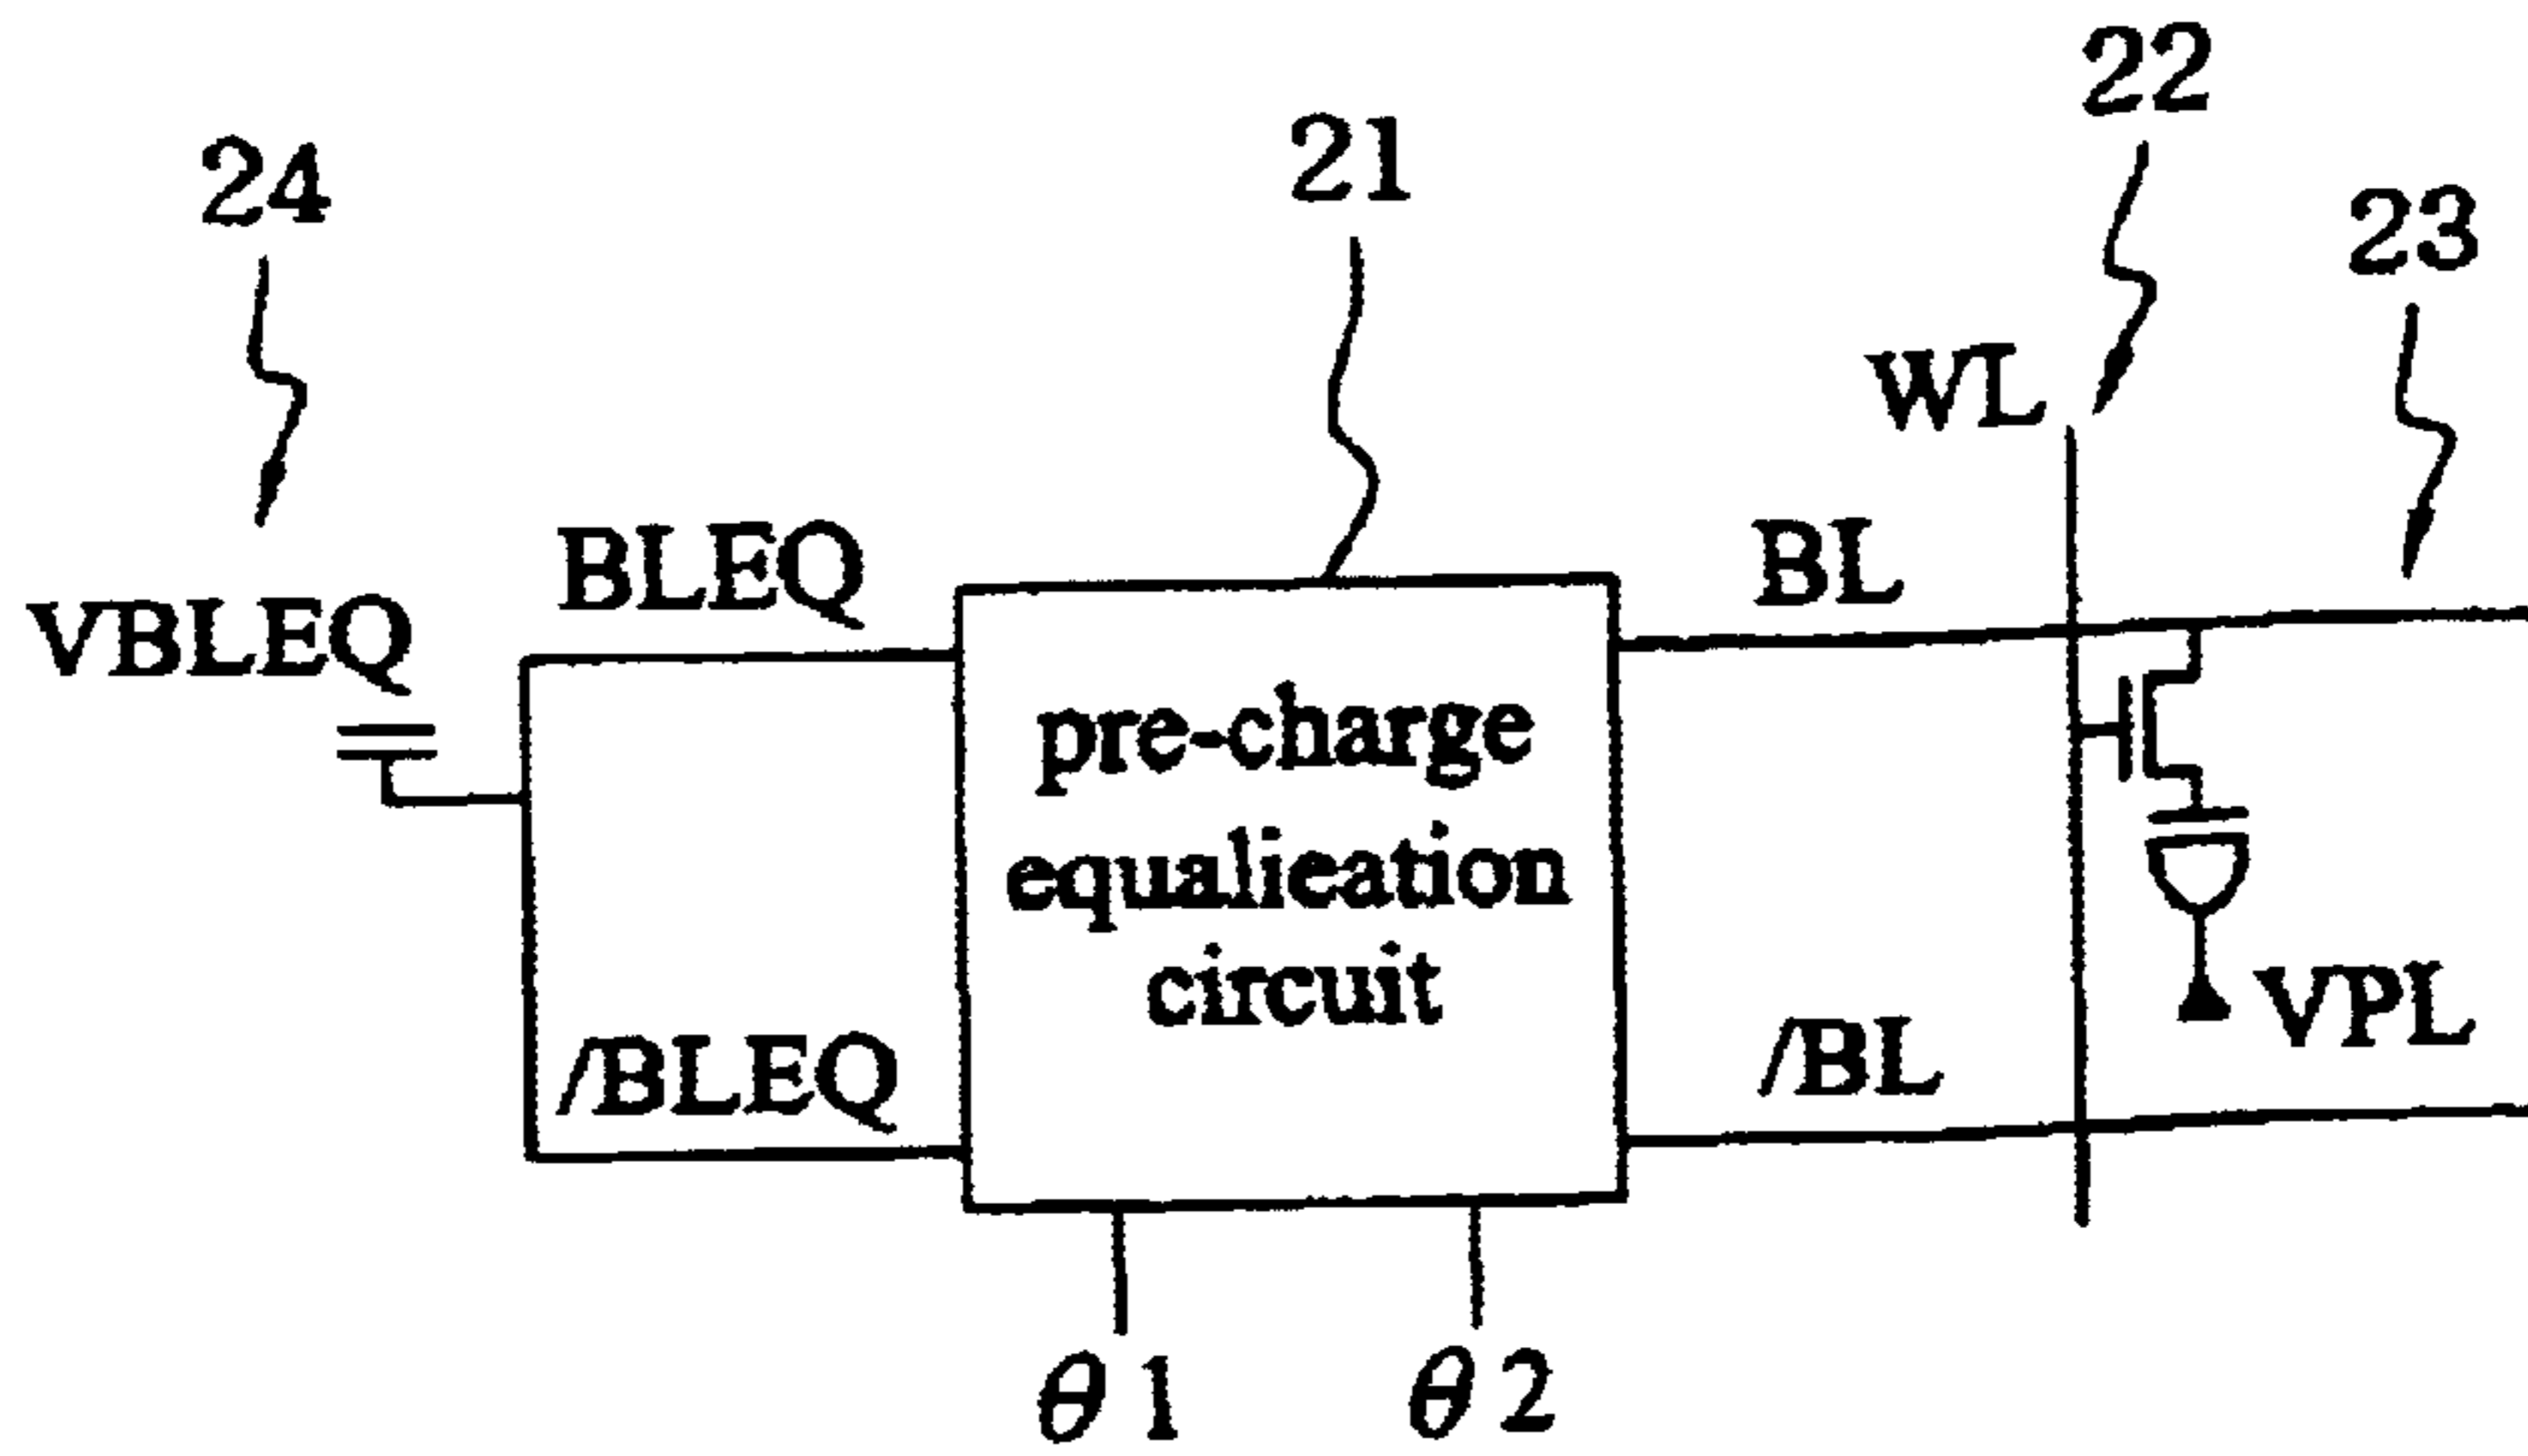 22
21
24
23
WL
BLEQ
BL
VBLEQ
pre-charge
equalieation
circuit
VPL
/BLEQ
/BL
θ1
θ2